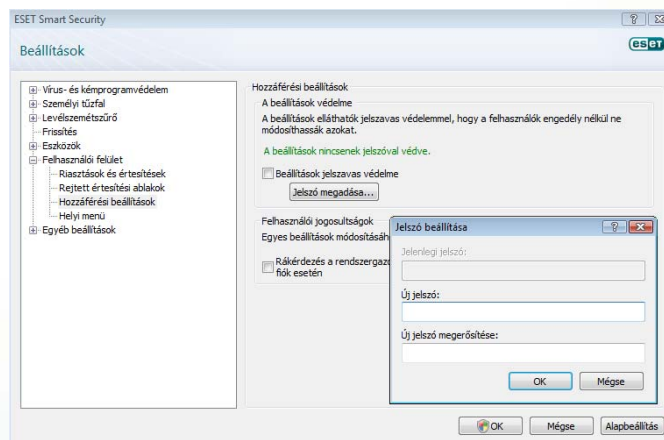 ESET Smart Security
Beállítások
eset
Vírus- és kémprogramvédelem
Személyi tűzfal
Levélszemétszűrő
Frissítés
Eszközök
Felhasználói felület
Riasztások és értesítések
Rejtett értesítési ablakok
Hozzáférési beállítások
Helyi menü
Egyéb beállítások
Hozzáférési beállítások
A beállítások védelme
A beállítások elláthatók jelszavas védelemmel, hogy a felhasználók engedély nélkül ne
módosíthassák azokat.
A beállítások nincsenek jelszóval védve.
Beállítások jelszavas védelme
Jelszó megadása...
Felhasználói jogosultságok
Egyes beállítások módosításáh
Rákérdezés a rendszergazd
fiók esetén
Jelszó beállítása
Jelenlegi jelszó:
Új jelszó:
Új jelszó megerősítése:
OK Mégse
OK Mégse Alapbeállítás